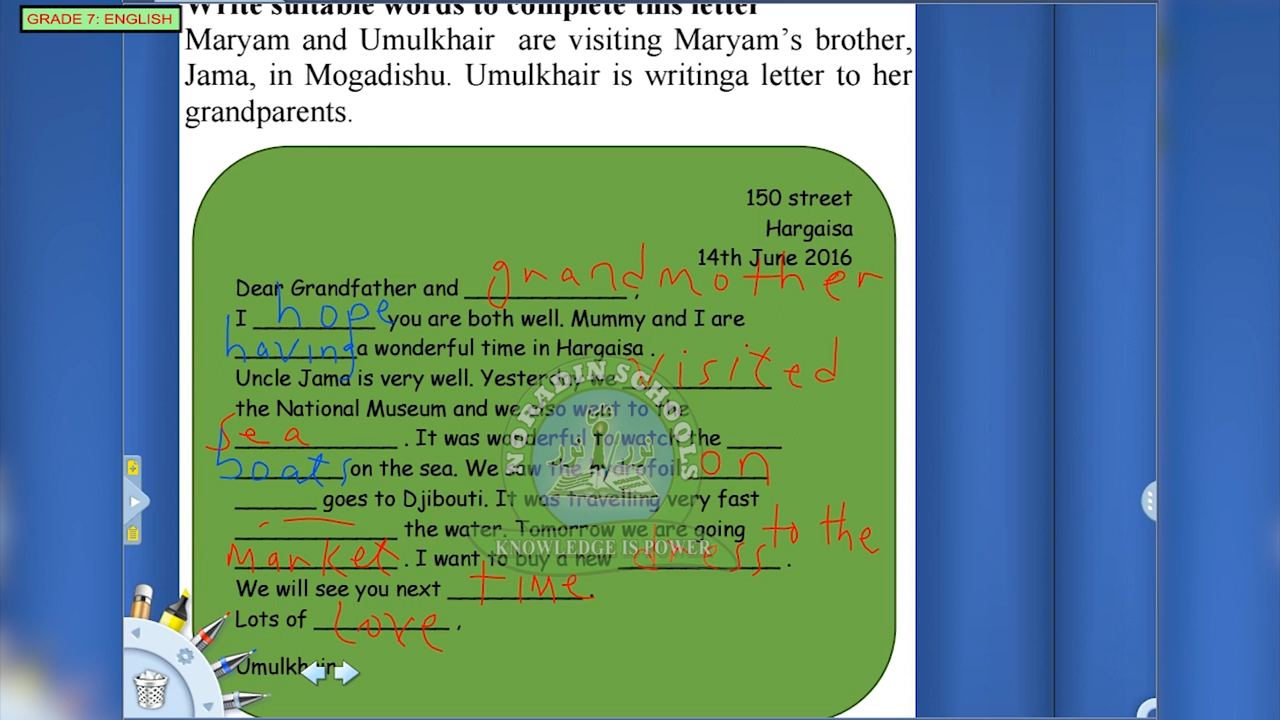 GRADE 7: ENGLISH
Write suitable words to complete this letter
Maryam and Umulkhair are visiting Maryam's brother,
Jama, in Mogadishu. Umulkhair is writinga letter to her
grandparents.
150 street
Hargaisa
14th June 2016
Dear Grandfather and grandmother ,
I hope you are both well. Mummy and I are
having a wonderful time in Hargaisa .
Uncle Jama is very well. Yesterday we visited
the National Museum and we also went to the
sea . It was wonderful to watch the ____
boats on the sea. We saw the hydrofoil on
______ goes to Djibouti. It was travelling very fast
____________ the water. Tomorrow we are going to the
market . I want to buy a new dress .
We will see you next time .
Lots of love ,
Umulkhair
NORADIN SCHOOLS
KNOWLEDGE IS POWER